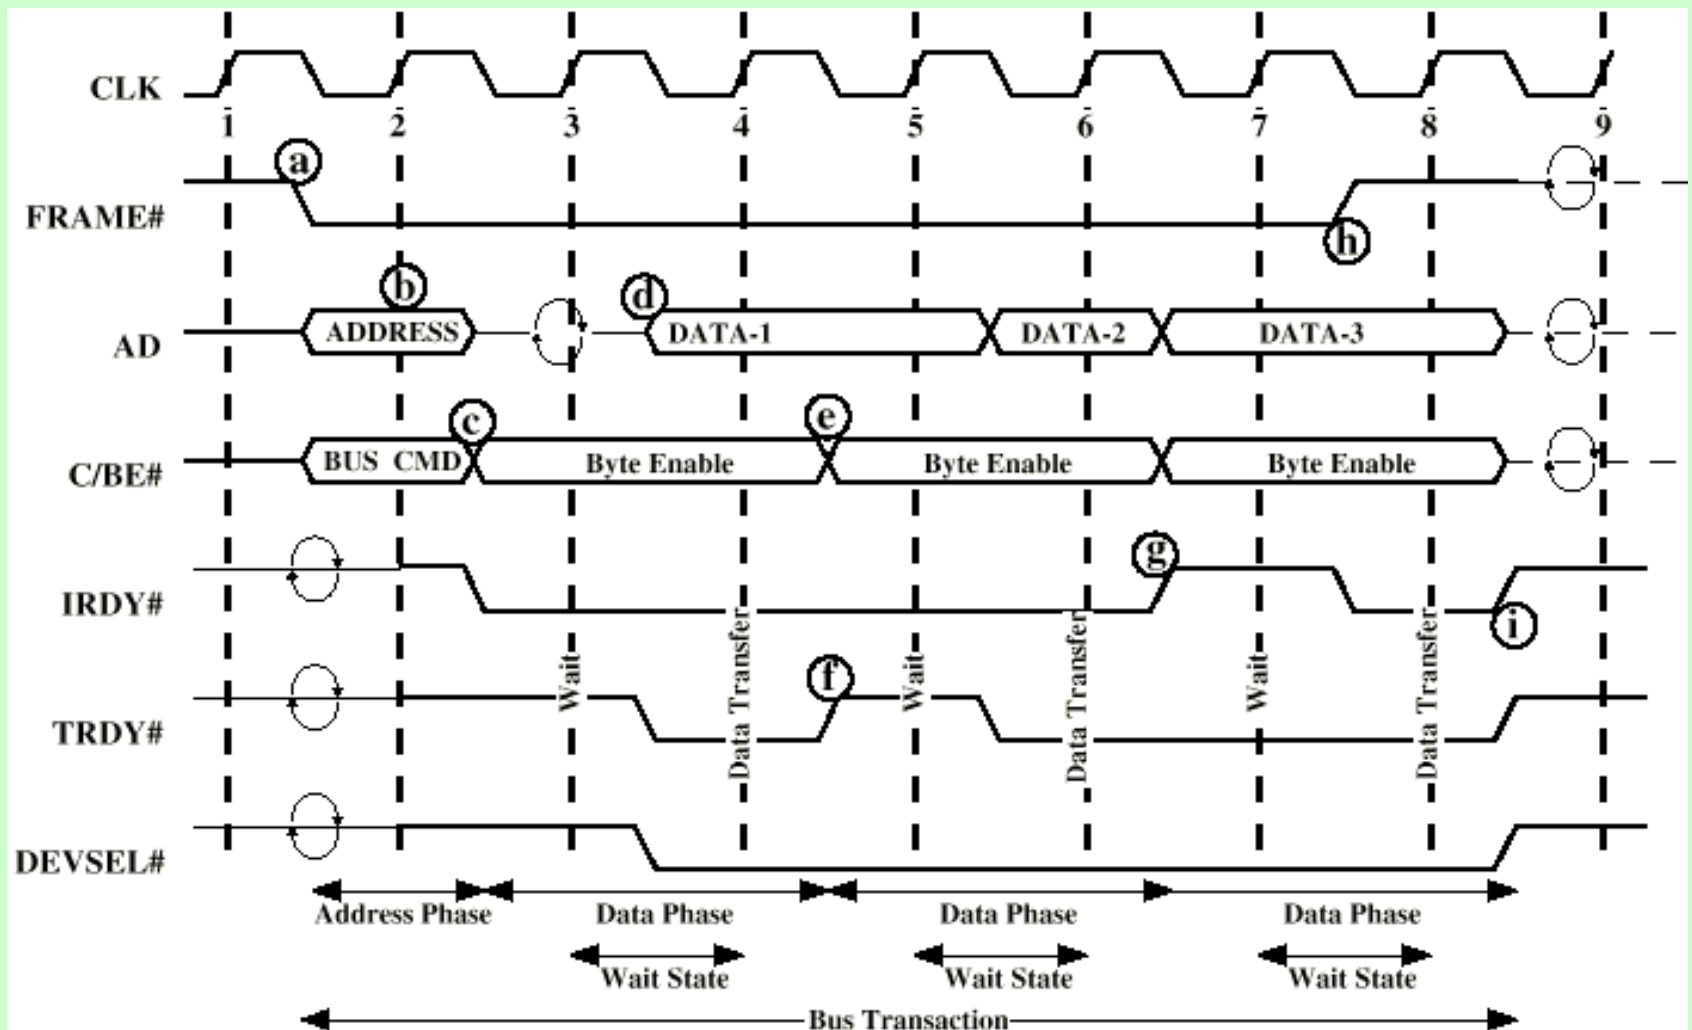 CLK
1 2 3 4 5 6 7 8 9
a
FRAME#
h
b
d
ADDRESS DATA-1 DATA-2 DATA-3
AD
c e
BUS CMD Byte Enable Byte Enable Byte Enable
C/BE#
g
IRDY#
i
Wait Data Transfer Wait Data Transfer Wait Data Transfer
f
TRDY#
DEVSEL#
Address Phase Data Phase Data Phase Data Phase
Wait State Wait State Wait State
Bus Transaction